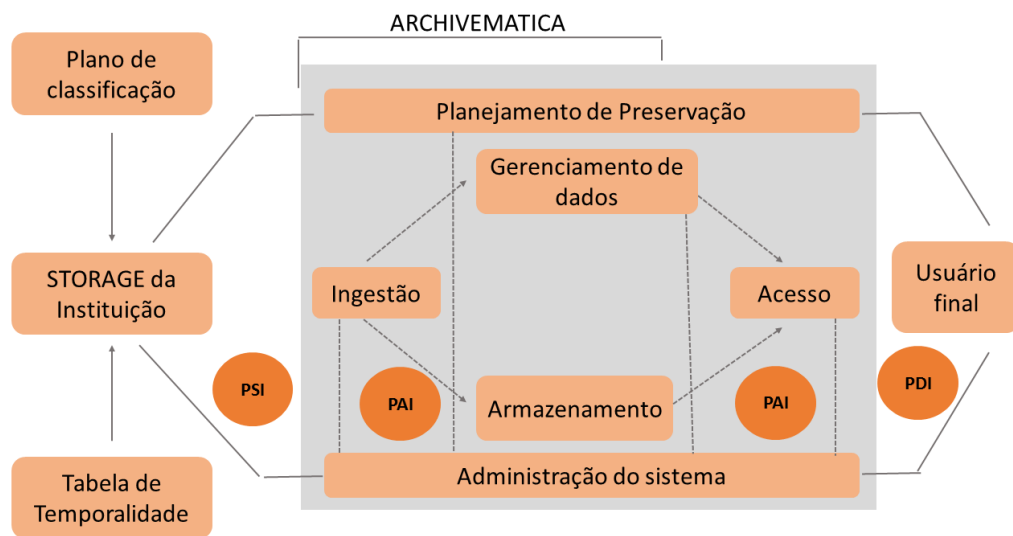 ARCHIVEMATICA
Plano de
classificação
Planejamento de Preservação
Gerenciamento de
dados
STORAGE da
Instituição
Ingestão
Acesso
Usuário
final
PSI
PAI
Armazenamento
PAI
PDI
Tabela de
Temporalidade
Administração do sistema